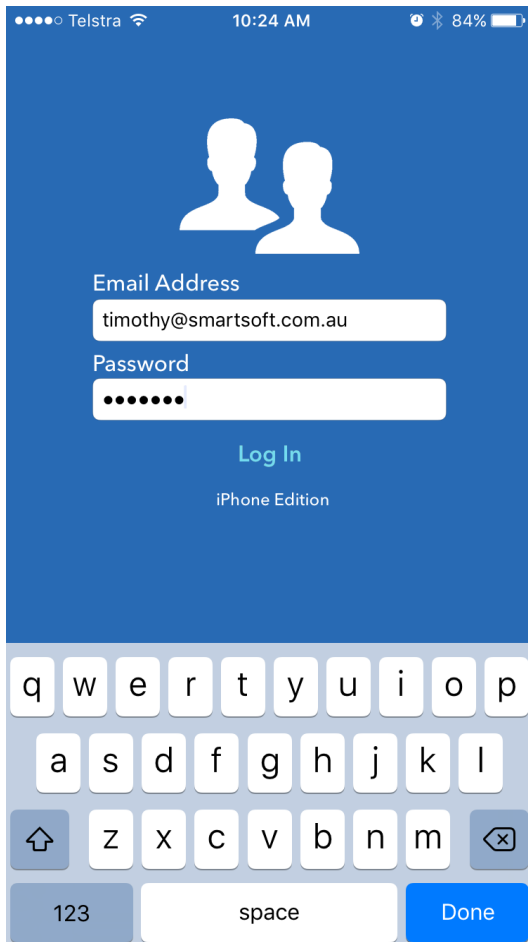 ●●●●○ Telstra 10:24 AM 84%
Email Address
timothy@smartsoft.com.au
Password
●●●●●●●
Log In
iPhone Edition
q w e r t y u i o p
a s d f g h j k l
z x c v b n m
123 space Done